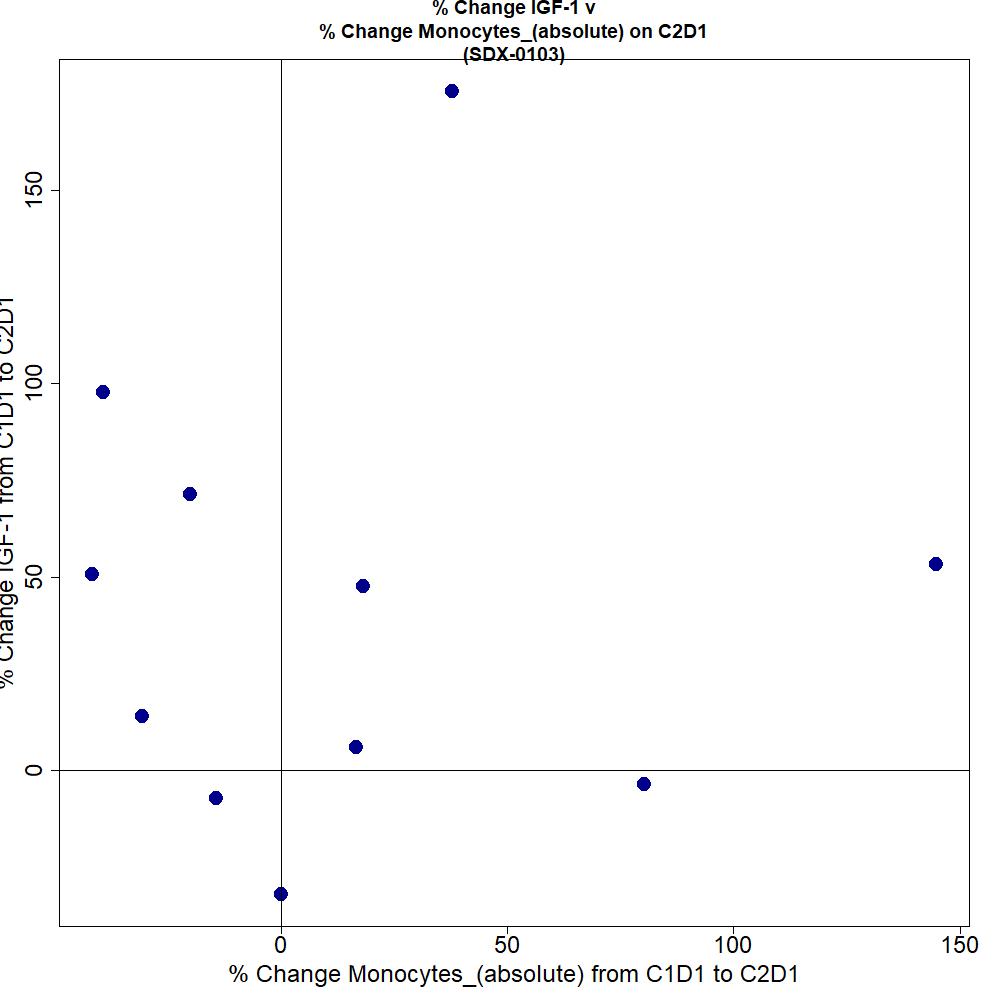 % Change IGF-1 v
% Change Monocytes_(absolute) on C2D1
(SDX-0103)
% Change IGF-1 from C1D1 to C2D1
150
100
50
0
0
50
100
150
% Change Monocytes_(absolute) from C1D1 to C2D1